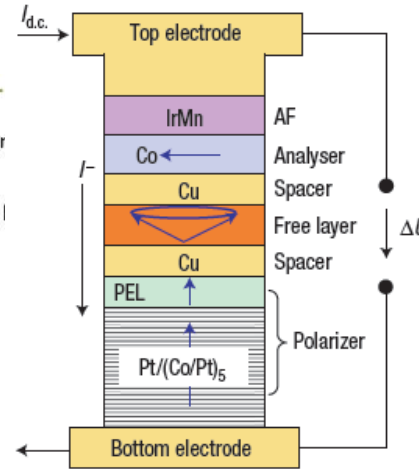 I d.c.
Top electrode
IrMn
AF
Co
Analyser
I–
Cu
Spacer
Free layer
Cu
Spacer
PEL
Polarizer
Pt/(Co/Pt)5
Bottom electrode